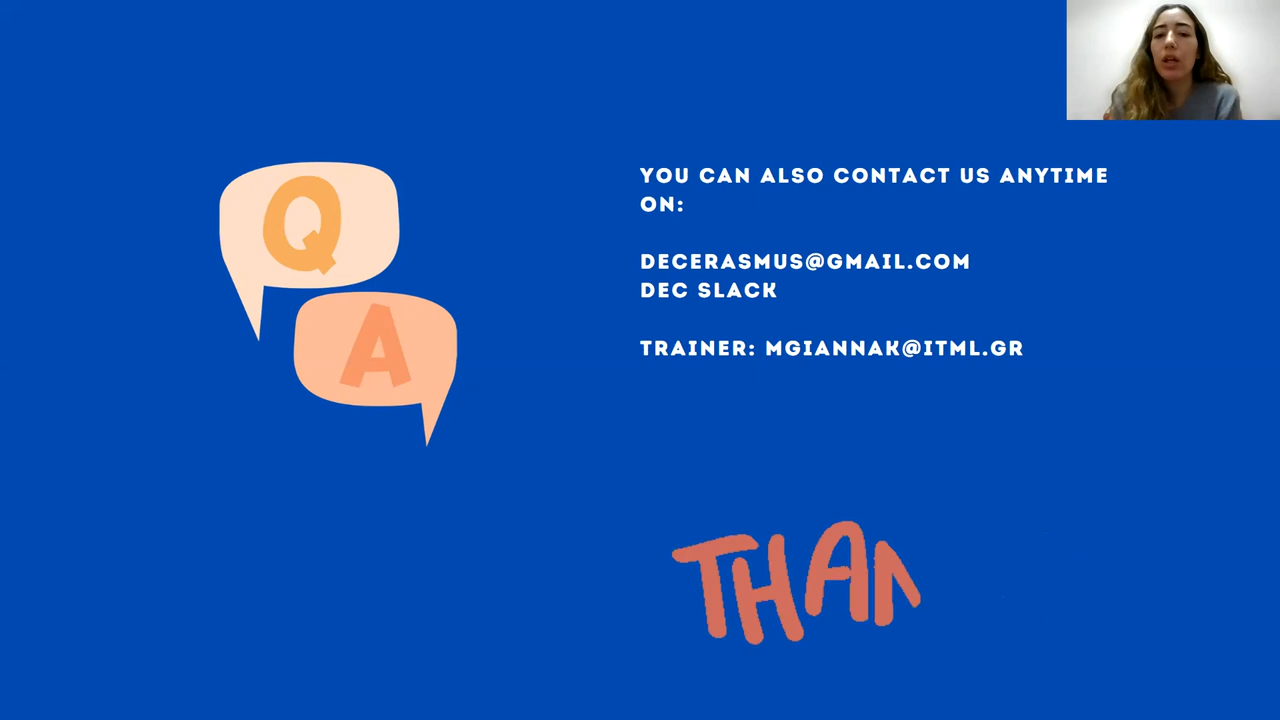 Q
A
YOU CAN ALSO CONTACT US ANYTIME
ON:
DECERASMUS@GMAIL.COM
DEC SLACK
TRAINER: MGIANNAK@ITML.GR
THAN